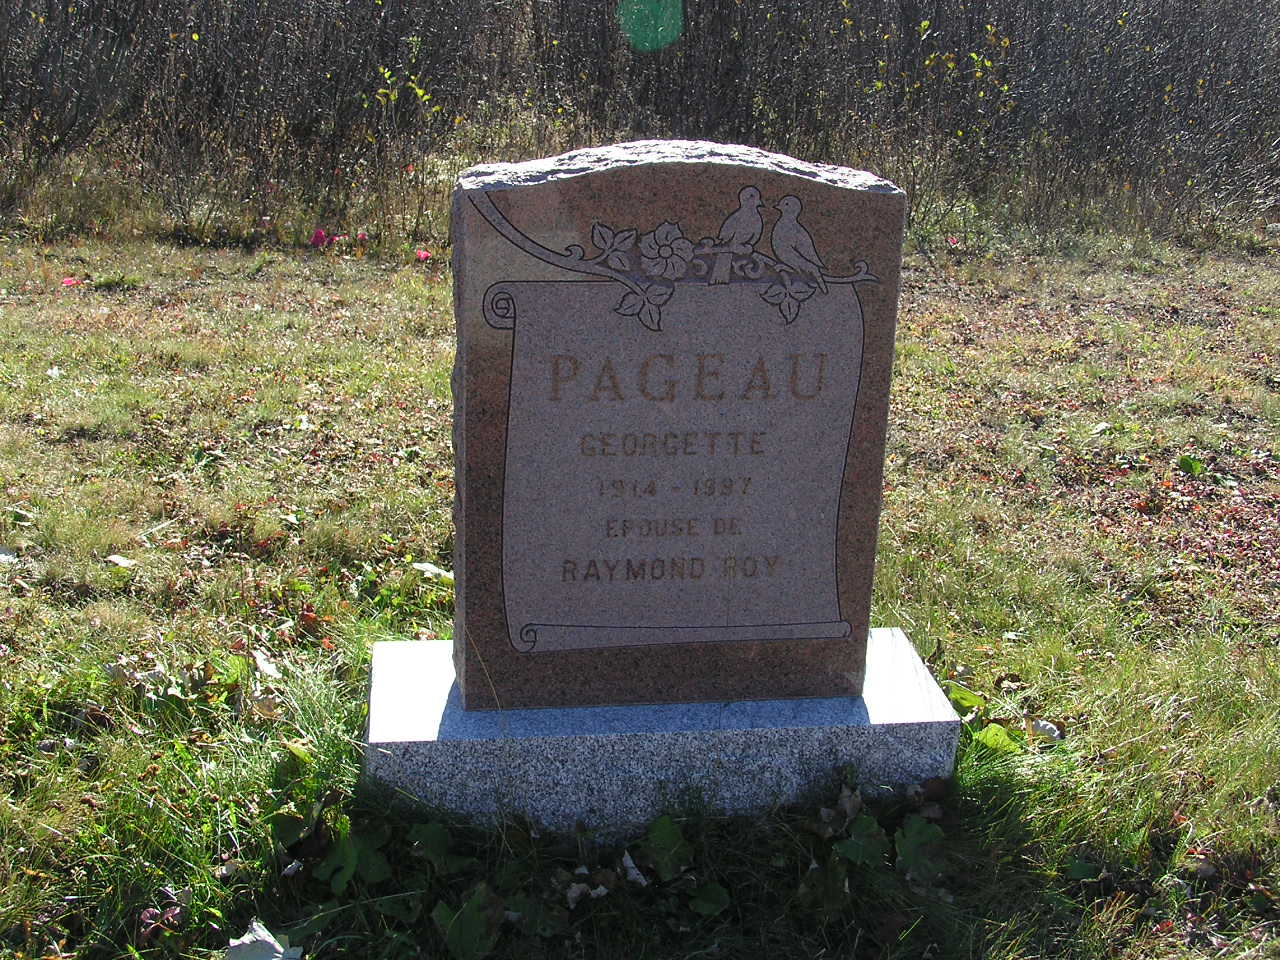 PAGEAU
GEORGETTE
1914 - 1997
EPOUSE DE
RAYMOND ROY